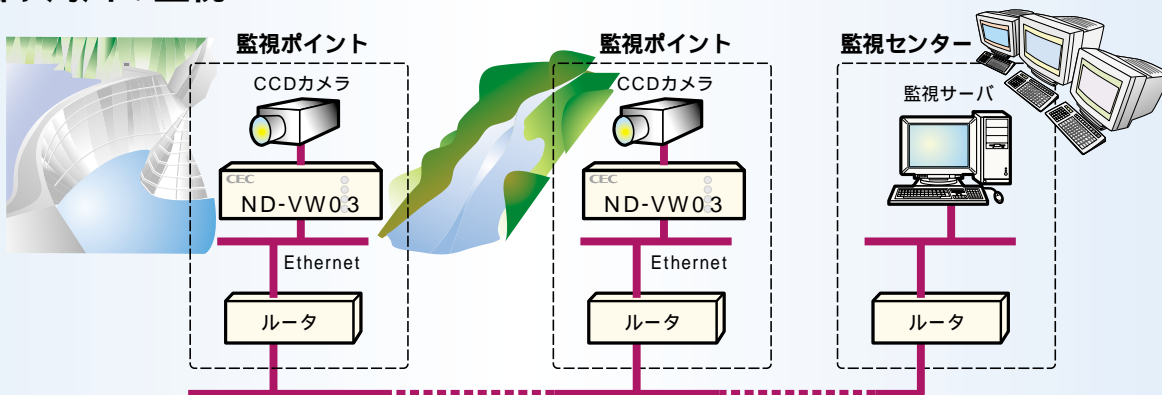 監視ポイント
CCDカメラ
CEC
ND-VW03
Ethernet
ルータ
監視ポイント
CCDカメラ
CEC
ND-VW03
Ethernet
ルータ
監視センター
監視サーバ
ルータ